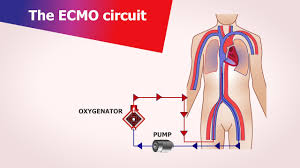 The ECMO circuit
OXYGENATOR
PUMP